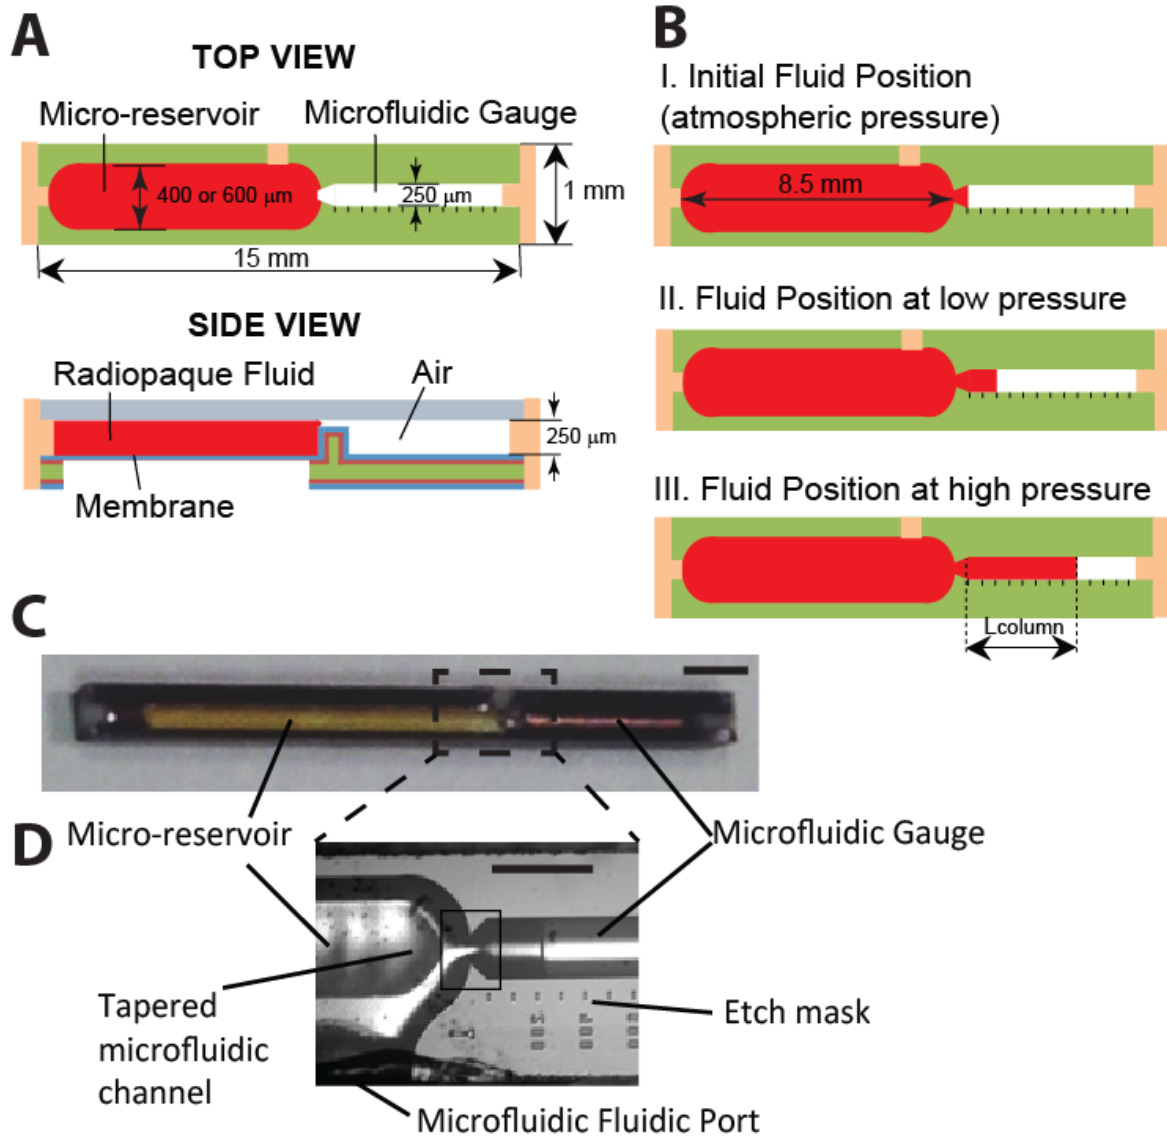 A
TOP VIEW
Micro-reservoir
Microfluidic Gauge
400 or 600 μm
250 μm
1 mm
15 mm
SIDE VIEW
Radiopaque Fluid
Air
250 μm
Membrane
B
I. Initial Fluid Position
(atmospheric pressure)
8.5 mm
II. Fluid Position at low pressure
III. Fluid Position at high pressure
Lcolumn
C
Micro-reservoir
Microfluidic Gauge
D
Tapered
microfluidic
channel
Etch mask
Microfluidic Fluidic Port